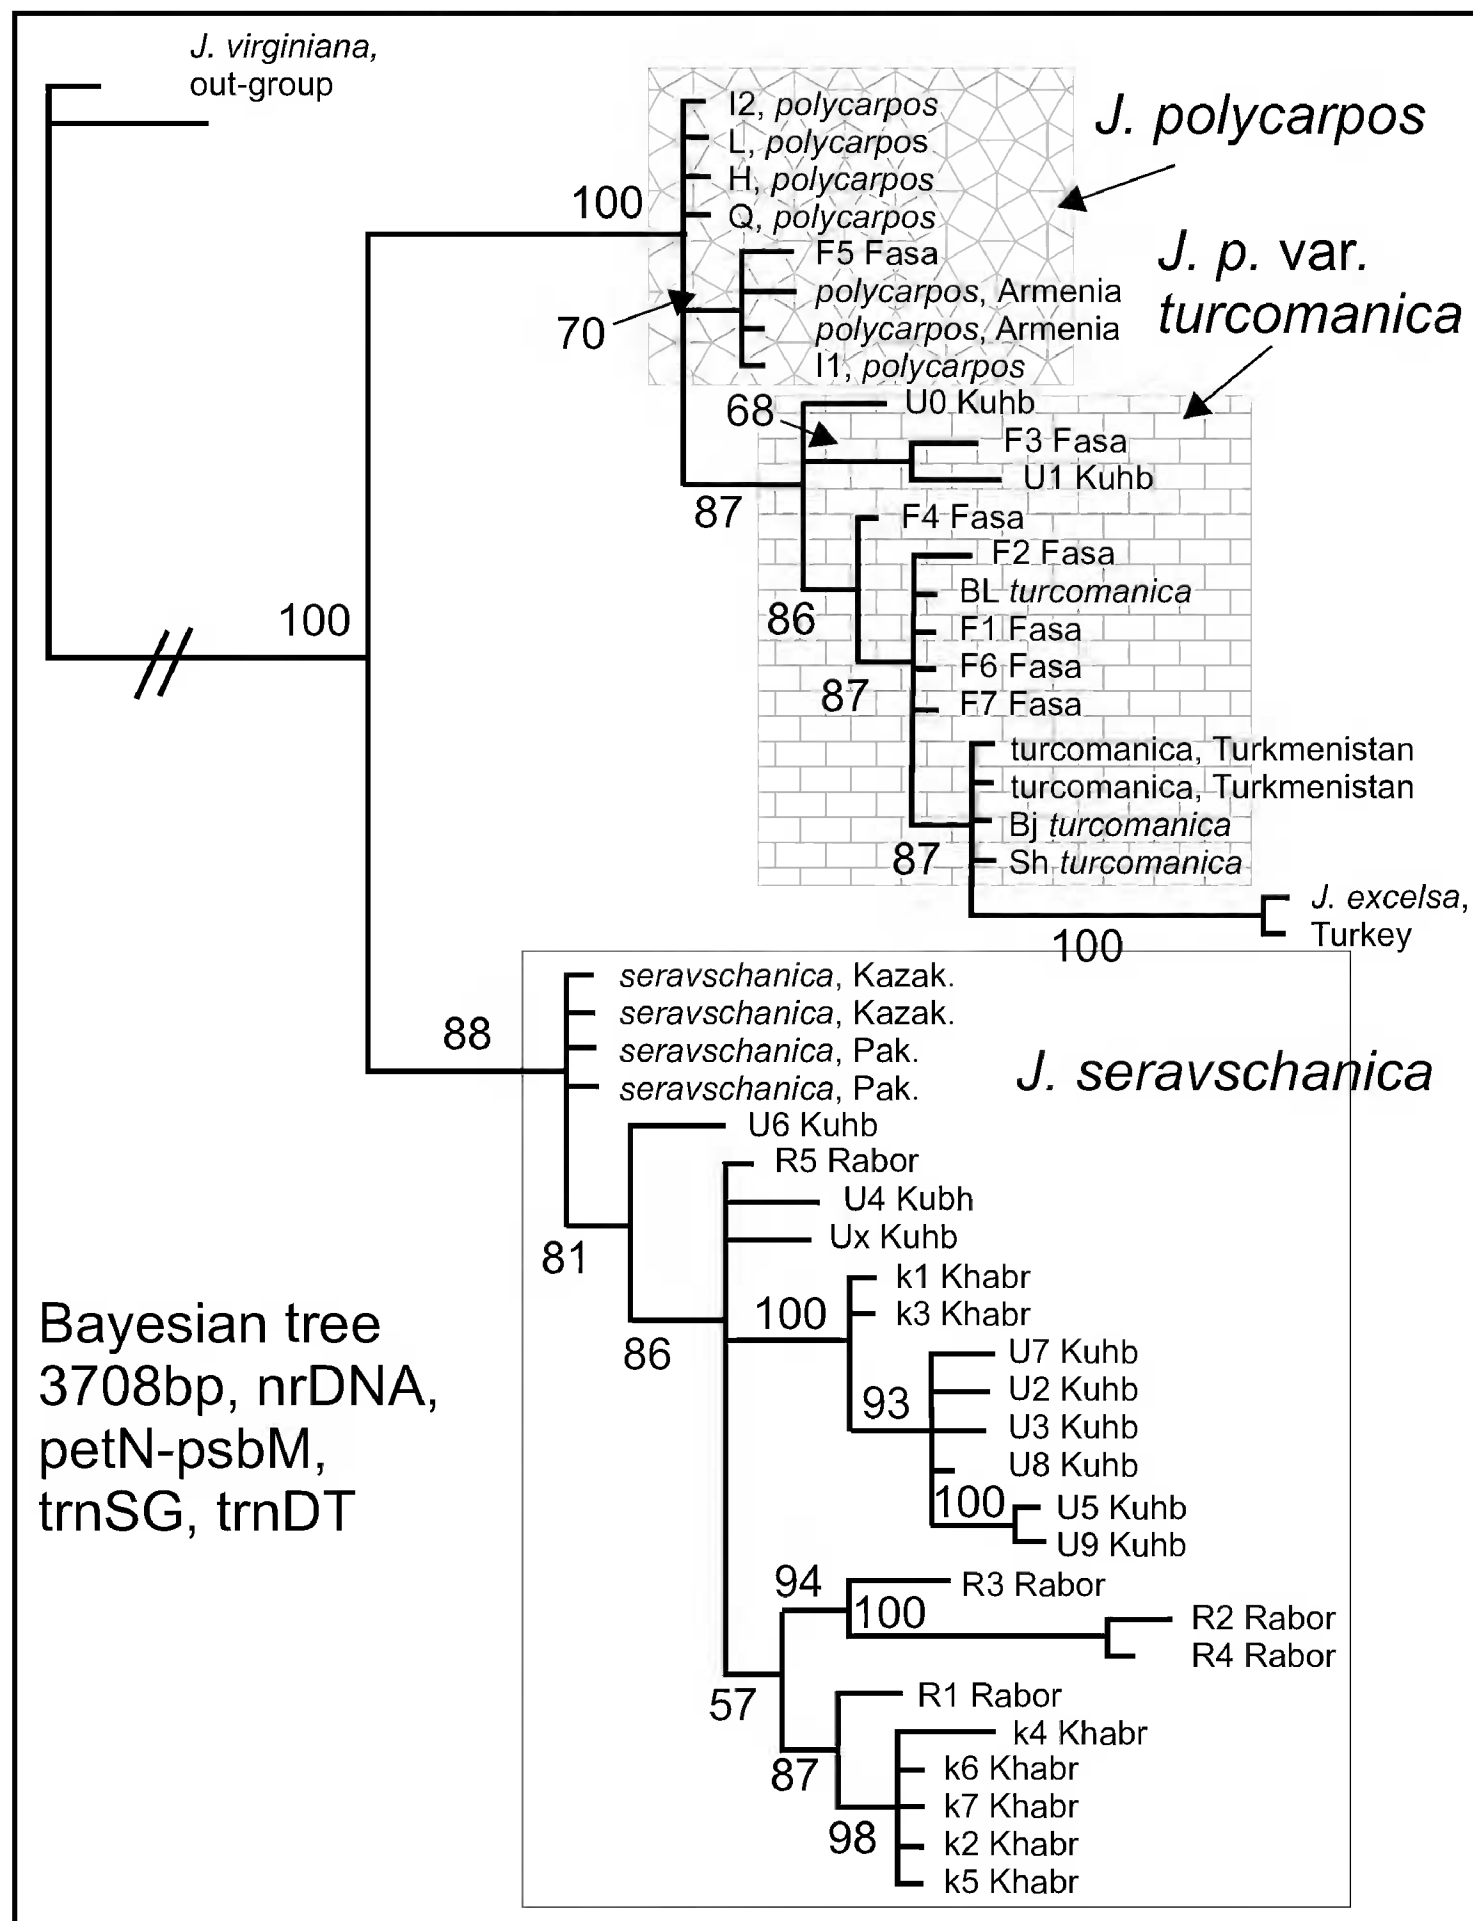 J. virginiana,
out-group
I2, polycarpos
L, polycarpos
H, polycarpos
Q, polycarpos
F5 Fasa
polycarpos, Armenia
polycarpos, Armenia
I1, polycarpos
J. polycarpos
100
70
J. p. var.
turcomanica
U0 Kuhb
68
F3 Fasa
U1 Kuhb
87
F4 Fasa
F2 Fasa
BL turcomanica
86
F1 Fasa
F6 Fasa
87
F7 Fasa
turcomanica, Turkmenistan
turcomanica, Turkmenistan
Bj turcomanica
87
Sh turcomanica
J. excelsa,
Turkey
100
100
88
seravschanica, Kazak.
seravschanica, Kazak.
seravschanica, Pak.
seravschanica, Pak.
J. seravschanica
U6 Kuhb
R5 Rabor
U4 Kubh
Ux Kuhb
81
k1 Khabr
k3 Khabr
100
86
U7 Kuhb
U2 Kuhb
93
U3 Kuhb
U8 Kuhb
100
U5 Kuhb
U9 Kuhb
Bayesian tree
3708bp, nrDNA,
petN-psbM,
trnSG, trnDT
94
R3 Rabor
100
R2 Rabor
R4 Rabor
57
R1 Rabor
k4 Khabr
87
k6 Khabr
k7 Khabr
98
k2 Khabr
k5 Khabr